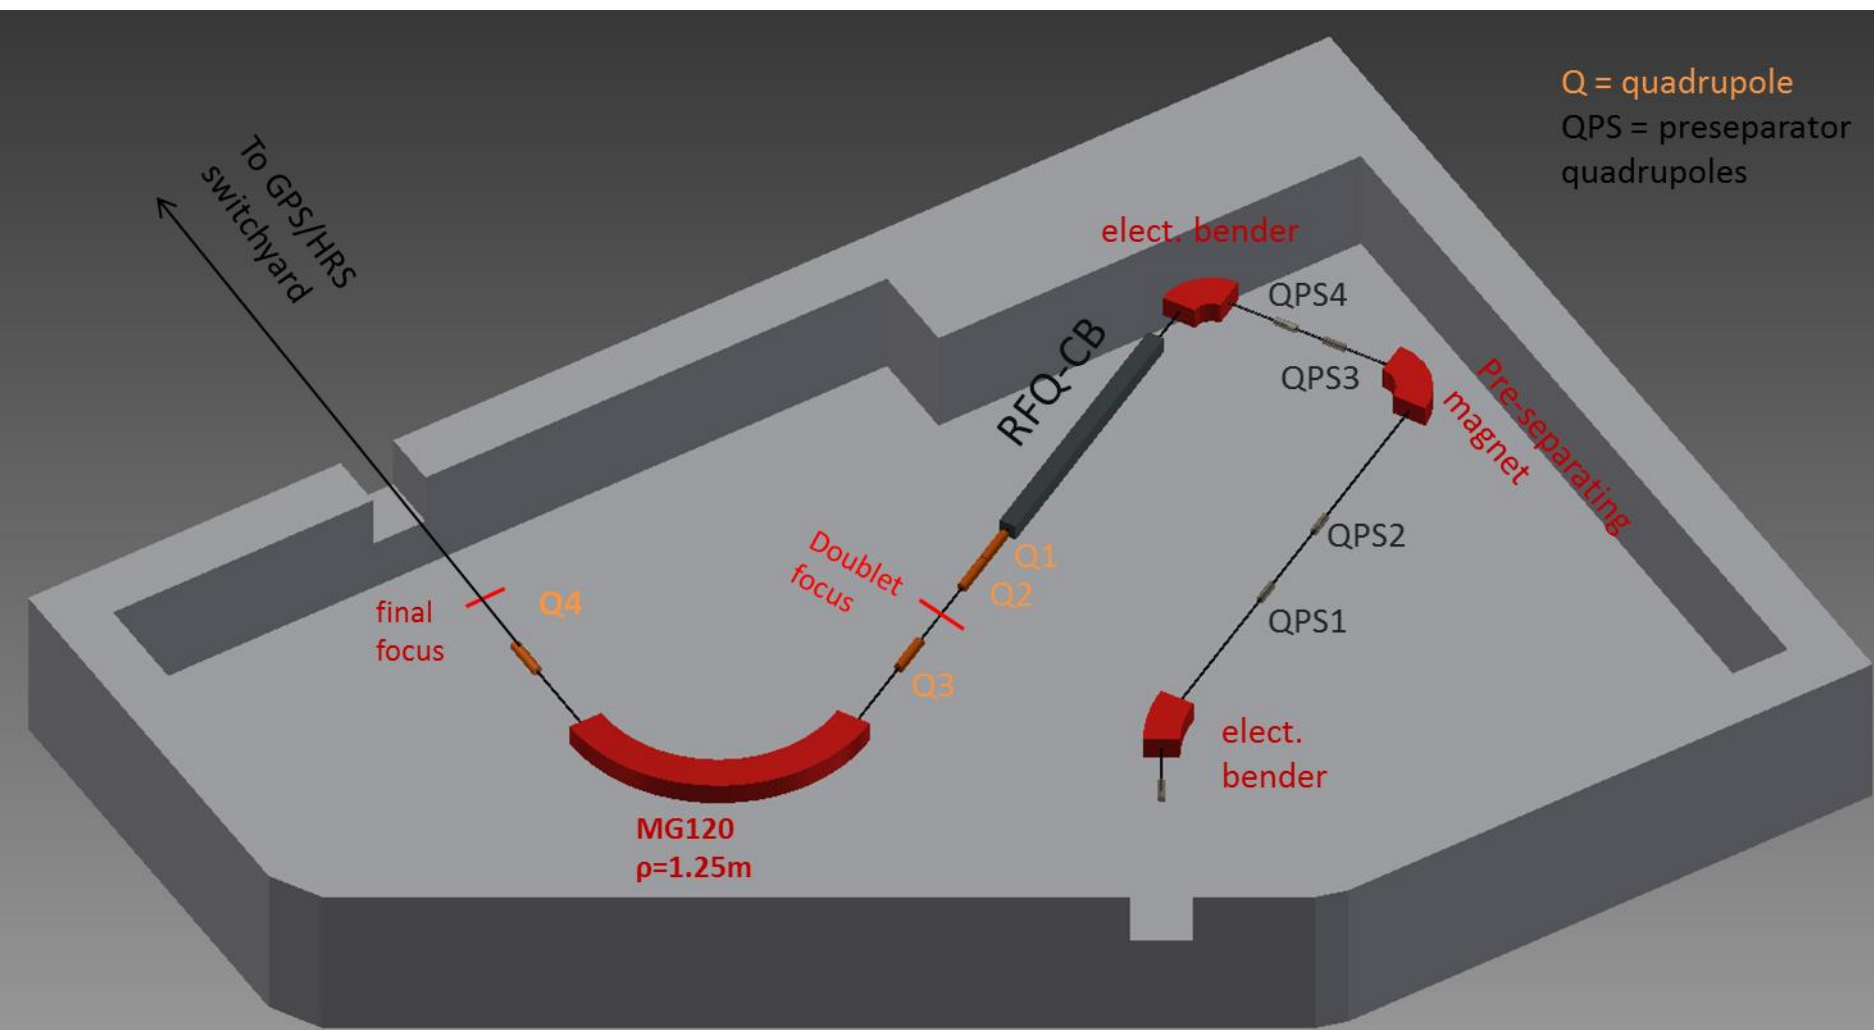 Q = quadrupole
QPS = preseparator
quadrupoles
To GPS/HRS
switchyard
elect. bender
QPS4
QPS3
RFQ-CB
Pre-separating
magnet
QPS2
QPS1
Q1
Q2
Doublet
focus
Q3
Q4
final
focus
elect.
bender
MG120
ρ=1.25m